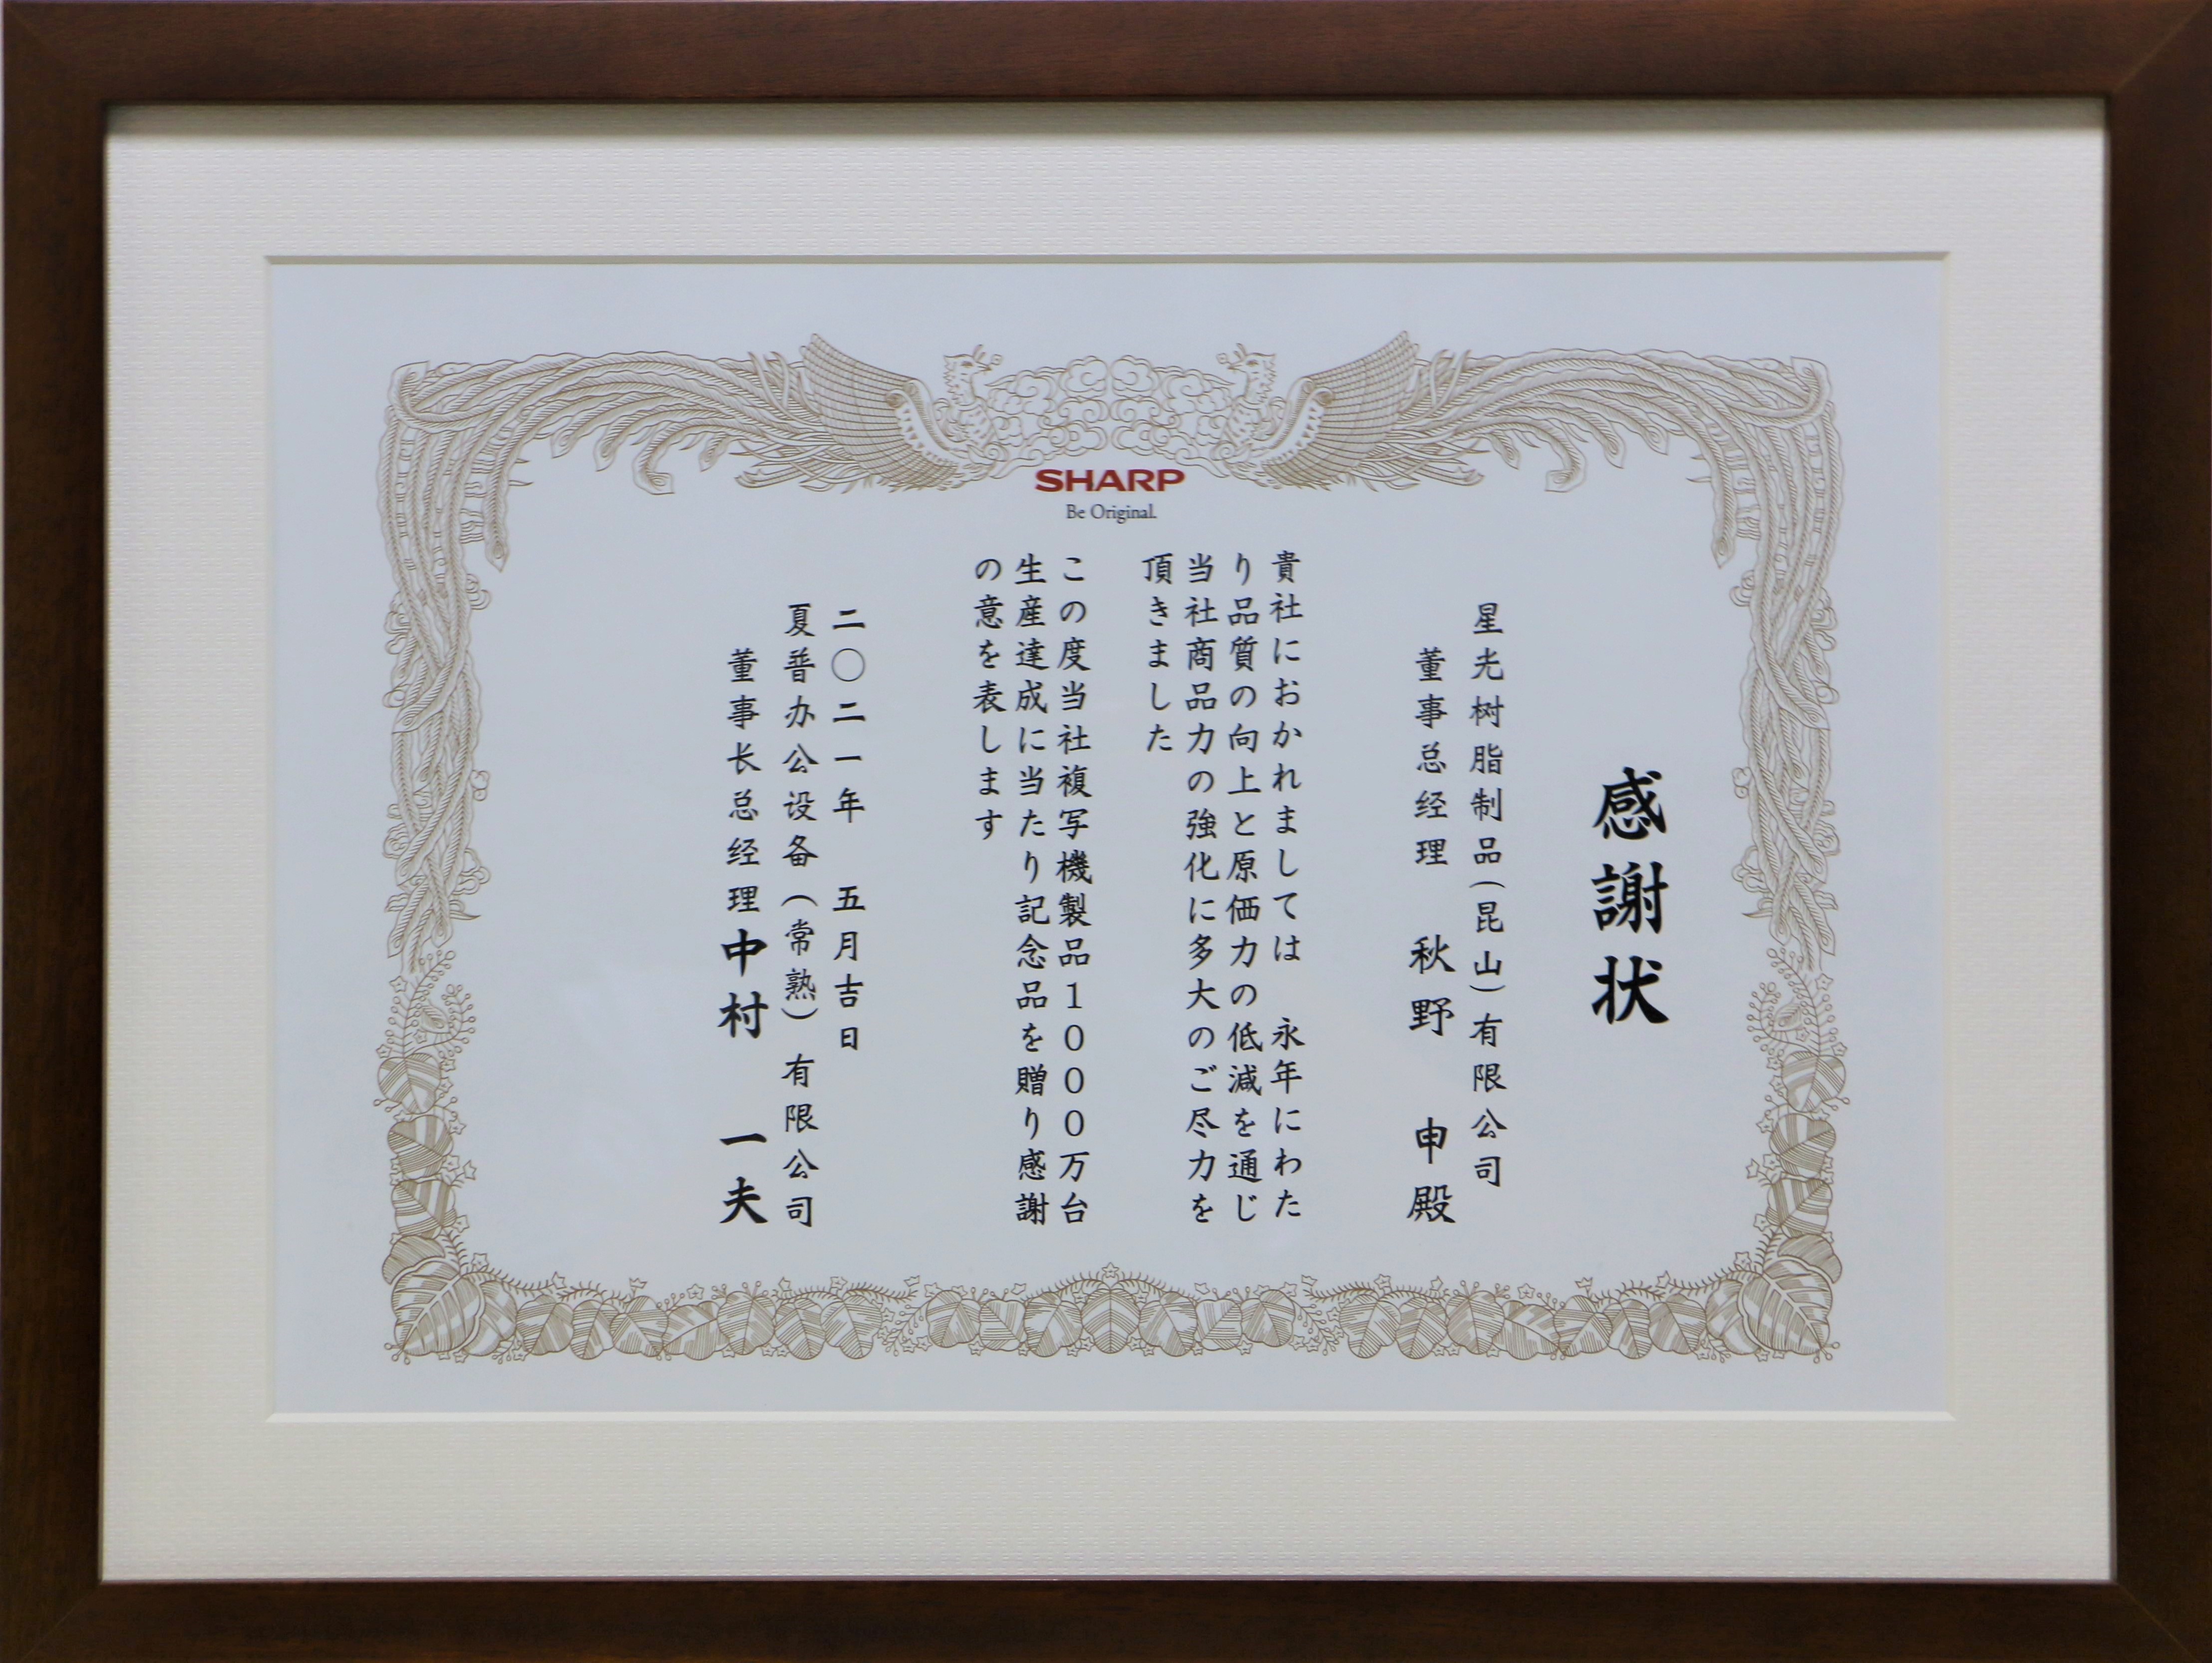 SHARP
Be Original.
感謝状
星光树脂制品(昆山)有限公司
董事总经理 秋野 申殿
貴社におかれましては 永年にわた
り品質の向上と原価力の低減を通じ
当社商品力の強化に多大のご尽力を
頂きました
この度当社複写機製品１０００万台
生産達成に当たり記念品を贈り感謝
の意を表します
二〇二一年 五月吉日
夏普办公设备(常熟)有限公司
董事长总经理 中村 一夫